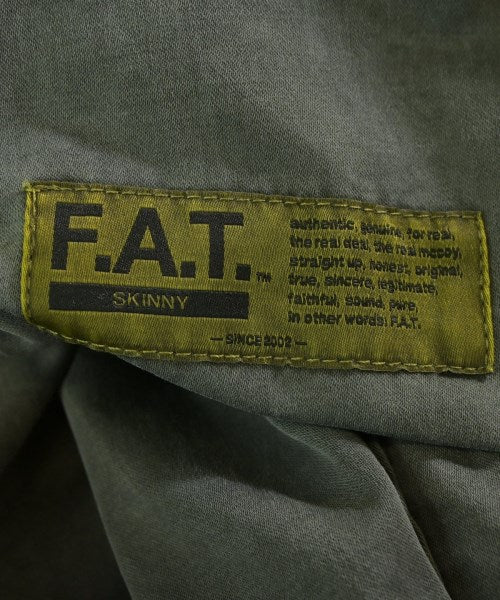 F.A.T.™
SKINNY
authentic, genuine, for real,
the real deal, the real mccoy,
straight up, honest, original,
true, sincere, legitimate,
faithful, sound, pure,
in other words: F.A.T.
— SINCE 2002 —